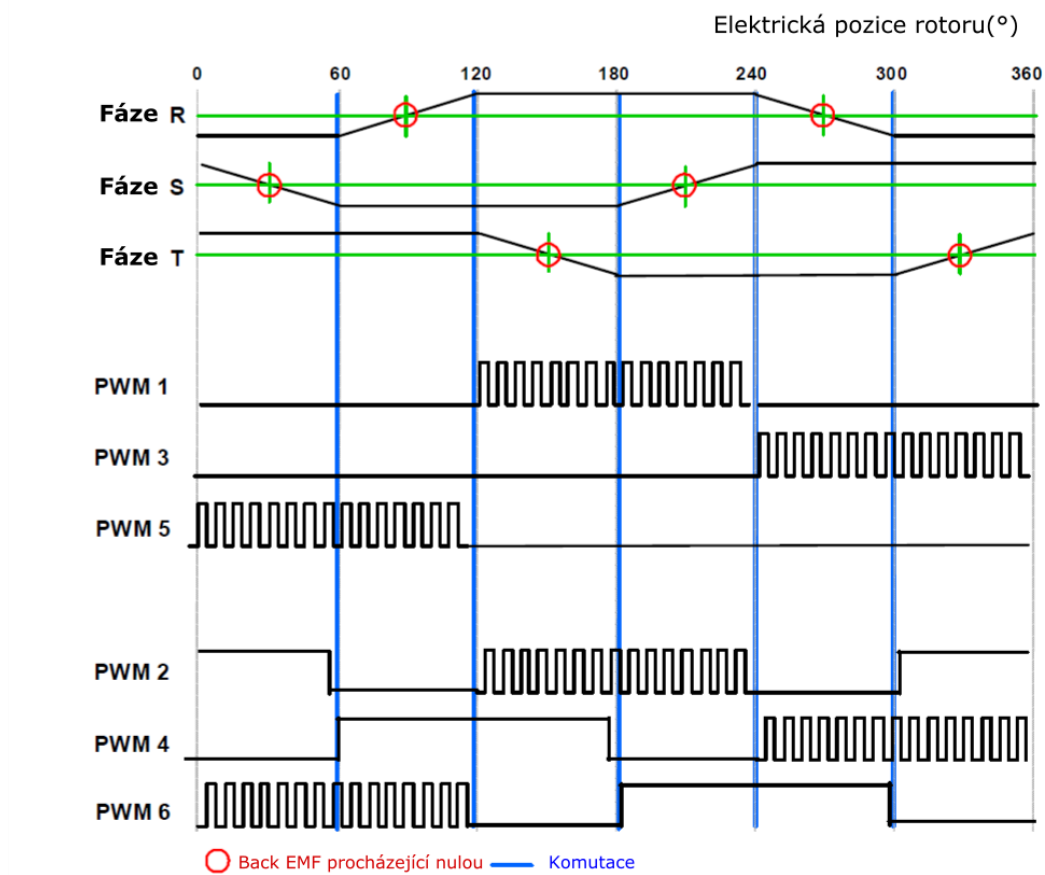 Elektrická pozice rotoru(°)
0 60 120 180 240 300 360
Fáze R
Fáze S
Fáze T
PWM 1
PWM 3
PWM 5
PWM 2
PWM 4
PWM 6
Back EMF procházející nulou Komutace